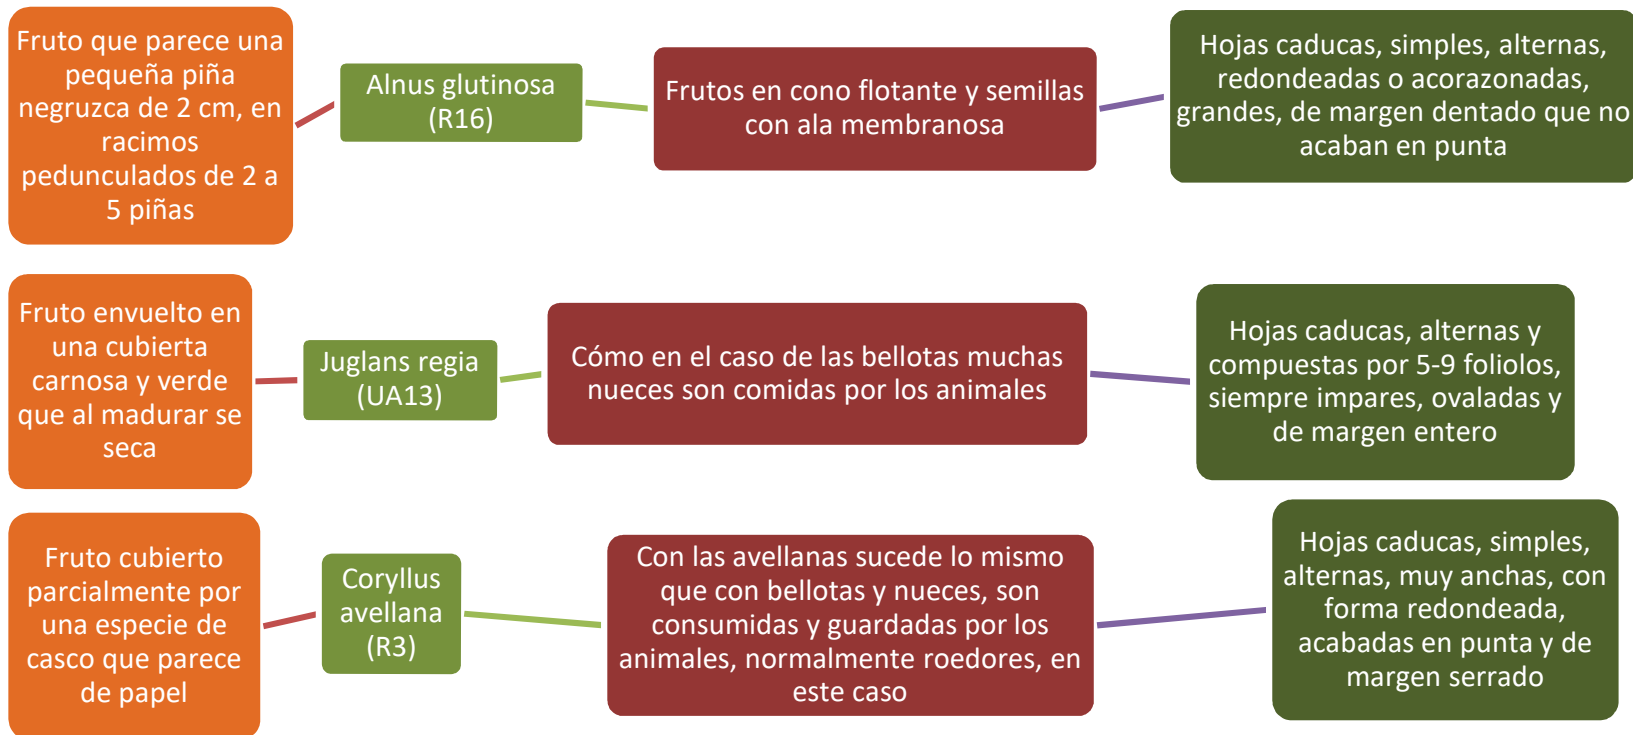 Fruto que parece una
pequeña piña
negruzca de 2 cm, en
racimos
pedunculados de 2 a
5 piñas
Alnus glutinosa
(R16)
Frutos en cono flotante y semillas
con ala membranosa
Hojas caducas, simples, alternas,
redondeadas o acorazonadas,
grandes, de margen dentado que no
acaban en punta
Fruto envuelto en
una cubierta
carnosa y verde
que al madurar se
seca
Juglans regia
(UA13)
Cómo en el caso de las bellotas muchas
nueces son comidas por los animales
Hojas caducas, alternas y
compuestas por 5-9 foliolos,
siempre impares, ovaladas y
de margen entero
Fruto cubierto
parcialmente por
una especie de
casco que parece
de papel
Coryllus
avellana
(R3)
Con las avellanas sucede lo mismo
que con bellotas y nueces, son
consumidas y guardadas por los
animales, normalmente roedores, en
este caso
Hojas caducas, simples,
alternas, muy anchas, con
forma redondeada,
acabadas en punta y de
margen serrado